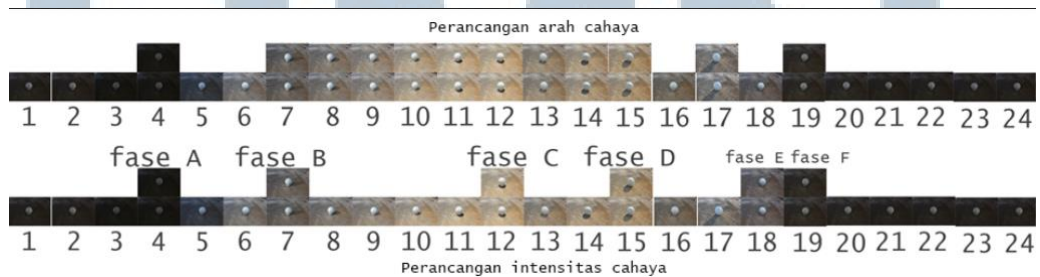 Perancangan arah cahaya
1 2 3 4 5 6 7 8 9 10 11 12 13 14 15 16 17 18 19 20 21 22 23 24
fase A fase B fase C fase D fase E fase F
1 2 3 4 5 6 7 8 9 10 11 12 13 14 15 16 17 18 19 20 21 22 23 24
Perancangan intensitas cahaya